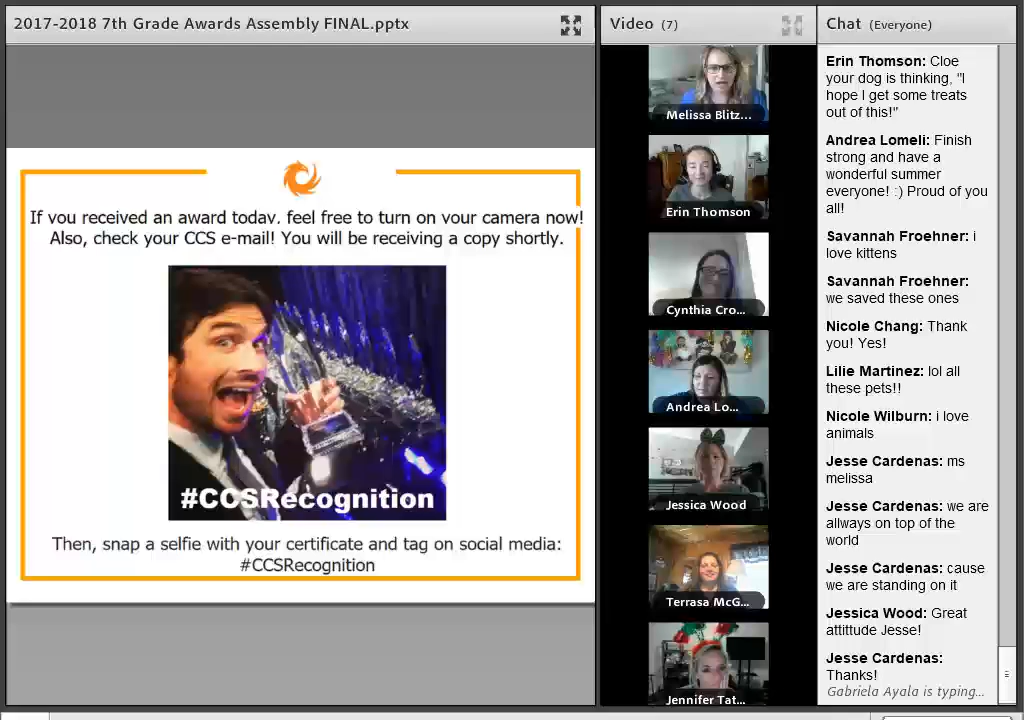 2017-2018 7th Grade Awards Assembly FINAL.pptx
If you received an award today, feel free to turn on your camera now!
Also, check your CCS e-mail! You will be receiving a copy shortly.
#CCSRecognition
Then, snap a selfie with your certificate and tag on social media:
#CCSRecognition
Video (7)
Melissa Blitz...
Erin Thomson
Cynthia Cro...
Andrea Lo...
Jessica Wood
Terrasa McG...
Jennifer Tat...
Chat (Everyone)
Erin Thomson: Cloe
your dog is thinking, "I
hope I get some treats
out of this!"
Andrea Lomeli: Finish
strong and have a
wonderful summer
everyone! :) Proud of you
all!
Savannah Froehner: i
love kittens
Savannah Froehner:
we saved these ones
Nicole Chang: Thank
you! Yes!
Lilie Martinez: lol all
these pets!!
Nicole Wilburn: i love
animals
Jesse Cardenas: ms
melissa
Jesse Cardenas: we are
allways on top of the
world
Jesse Cardenas: cause
we are standing on it
Jessica Wood: Great
attittude Jesse!
Jesse Cardenas:
Thanks!
Gabriela Ayala is typing...